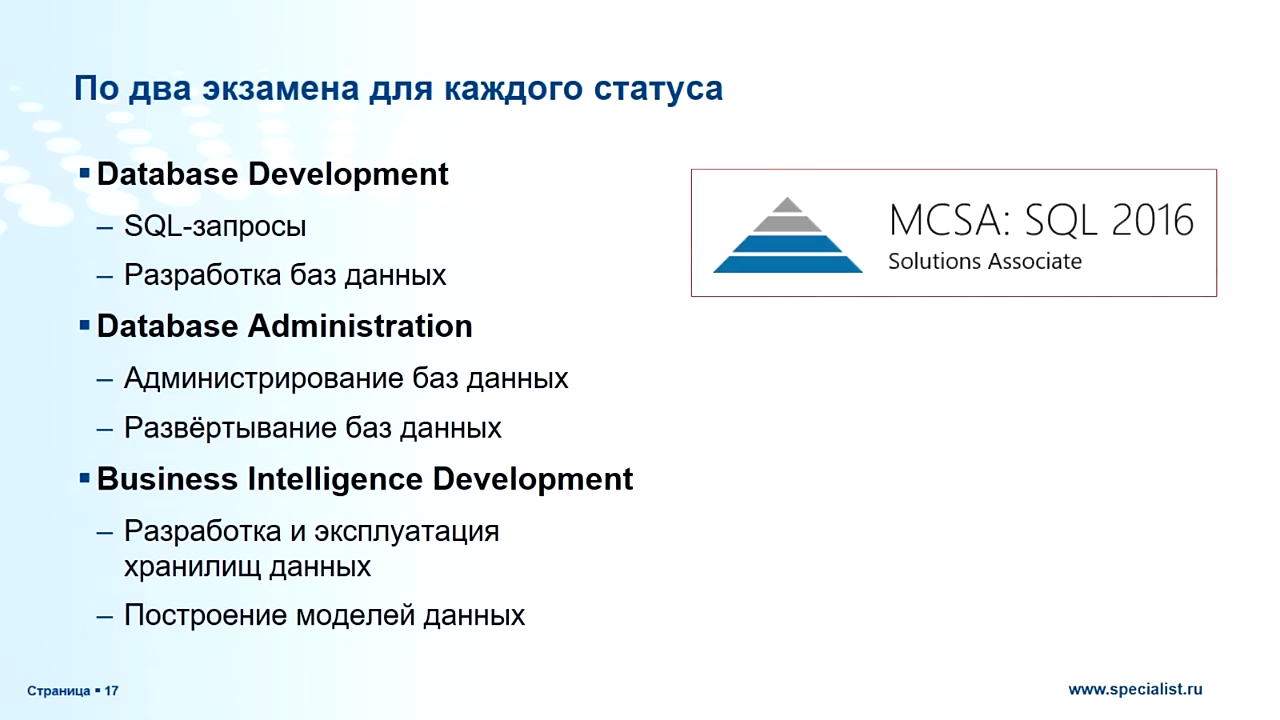 По два экзамена для каждого статуса
▪ Database Development
– SQL-запросы
– Разработка баз данных
▪ Database Administration
– Администрирование баз данных
– Развёртывание баз данных
▪ Business Intelligence Development
– Разработка и эксплуатация
хранилищ данных
– Построение моделей данных
MCSA: SQL 2016
Solutions Associate
Страница ▪ 17
www.specialist.ru